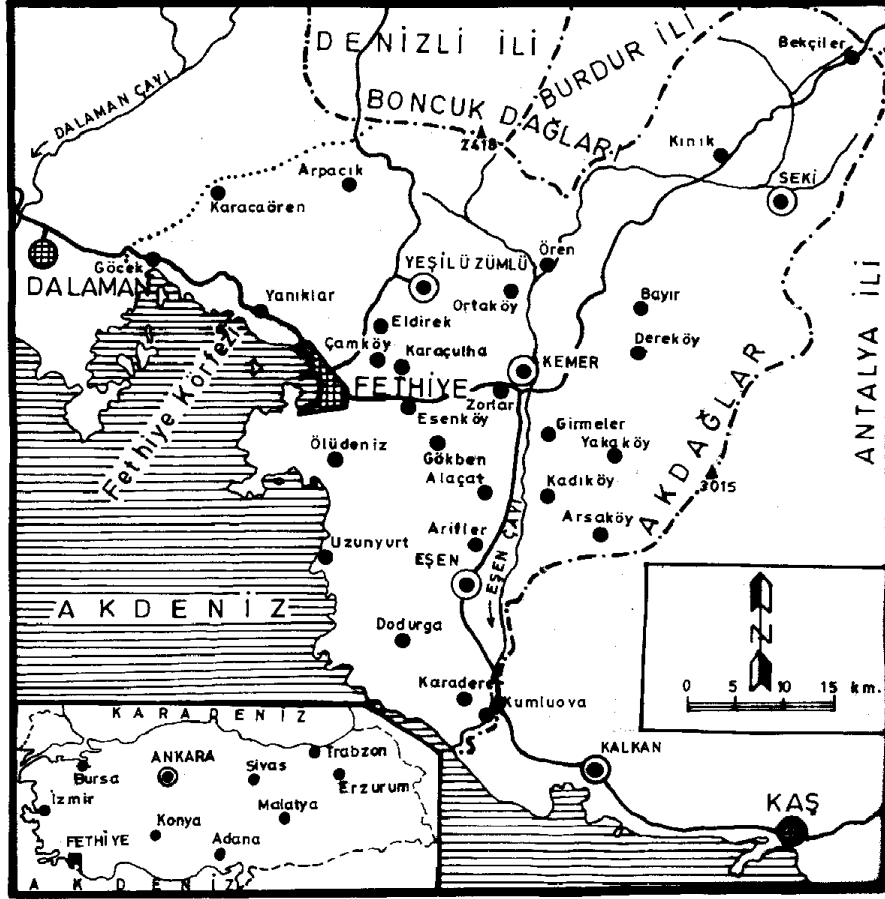 DENİZLİ İLİ
BURDUR İLİ
Bekçiler
DALAMAN ÇAYI
BONCUK DAĞLARI
2418
Kınık
Arpacık
SEKİ
Karacaören
Göcek
DALAMAN
YEŞİLÜZÜMLÜ
Ören
Ortaköy
Bayır
ANTALYA İLİ
Yanıklar
Eldirek
Çamköy
Karaçulha
Dereköy
KEMER
FETHİYE
Zorlar
Fethiye Körfezi
Esenköy
Girmeler
Ölüdeniz
Gökben
Yakaköy
AKDAĞLAR
3015
Alaçat
Kadıköy
Arsaköy
Arifler
EŞEN ÇAYI
Uzunyurt
EŞEN
AKDENİZ
Dodurga
N
Karadere
Kumluova
0 5 10 15 km.
KALKAN
KAŞ
KARADENİZ
Trabzon
ANKARA
Bursa
Sivas
Erzurum
İzmir
Malatya
Konya
FETHİYE
Adana
AKDENİZ